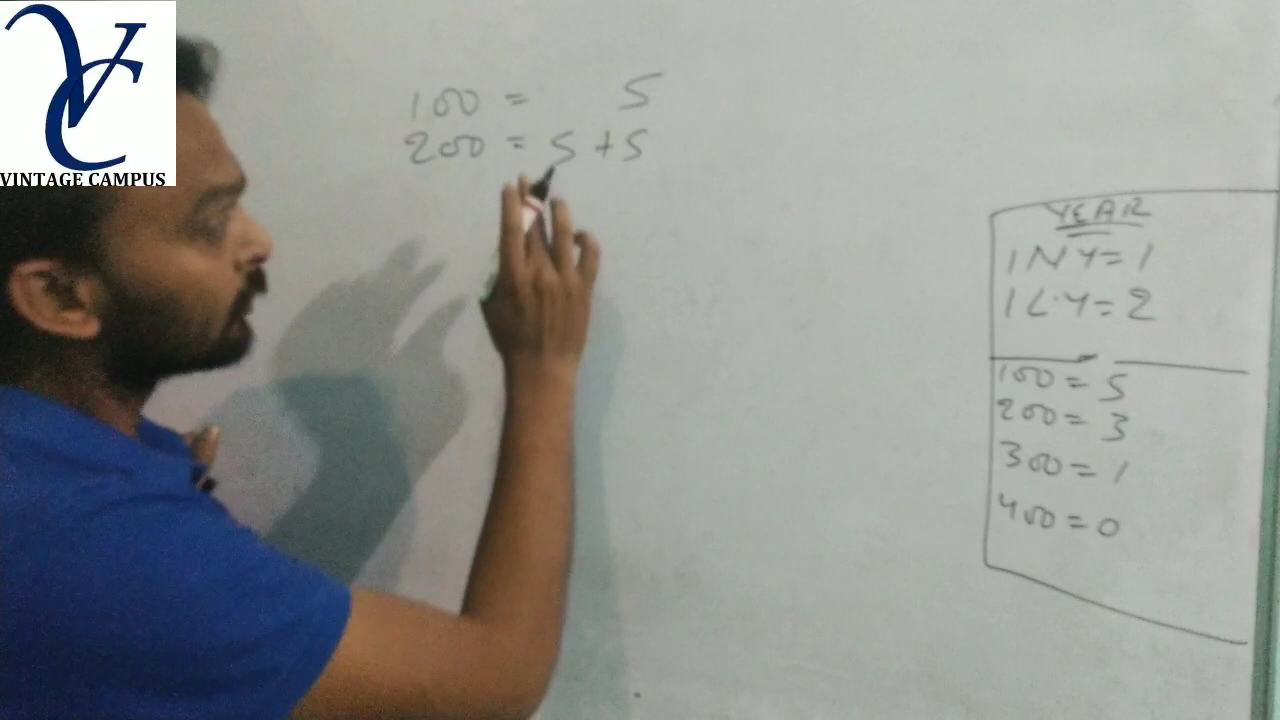 VC
VINTAGE CAMPUS
100 = 5
200 = 5 + 5
YEAR
1 N Y = 1
1 L.Y = 2
100 = 5
200 = 3
300 = 1
400 = 0